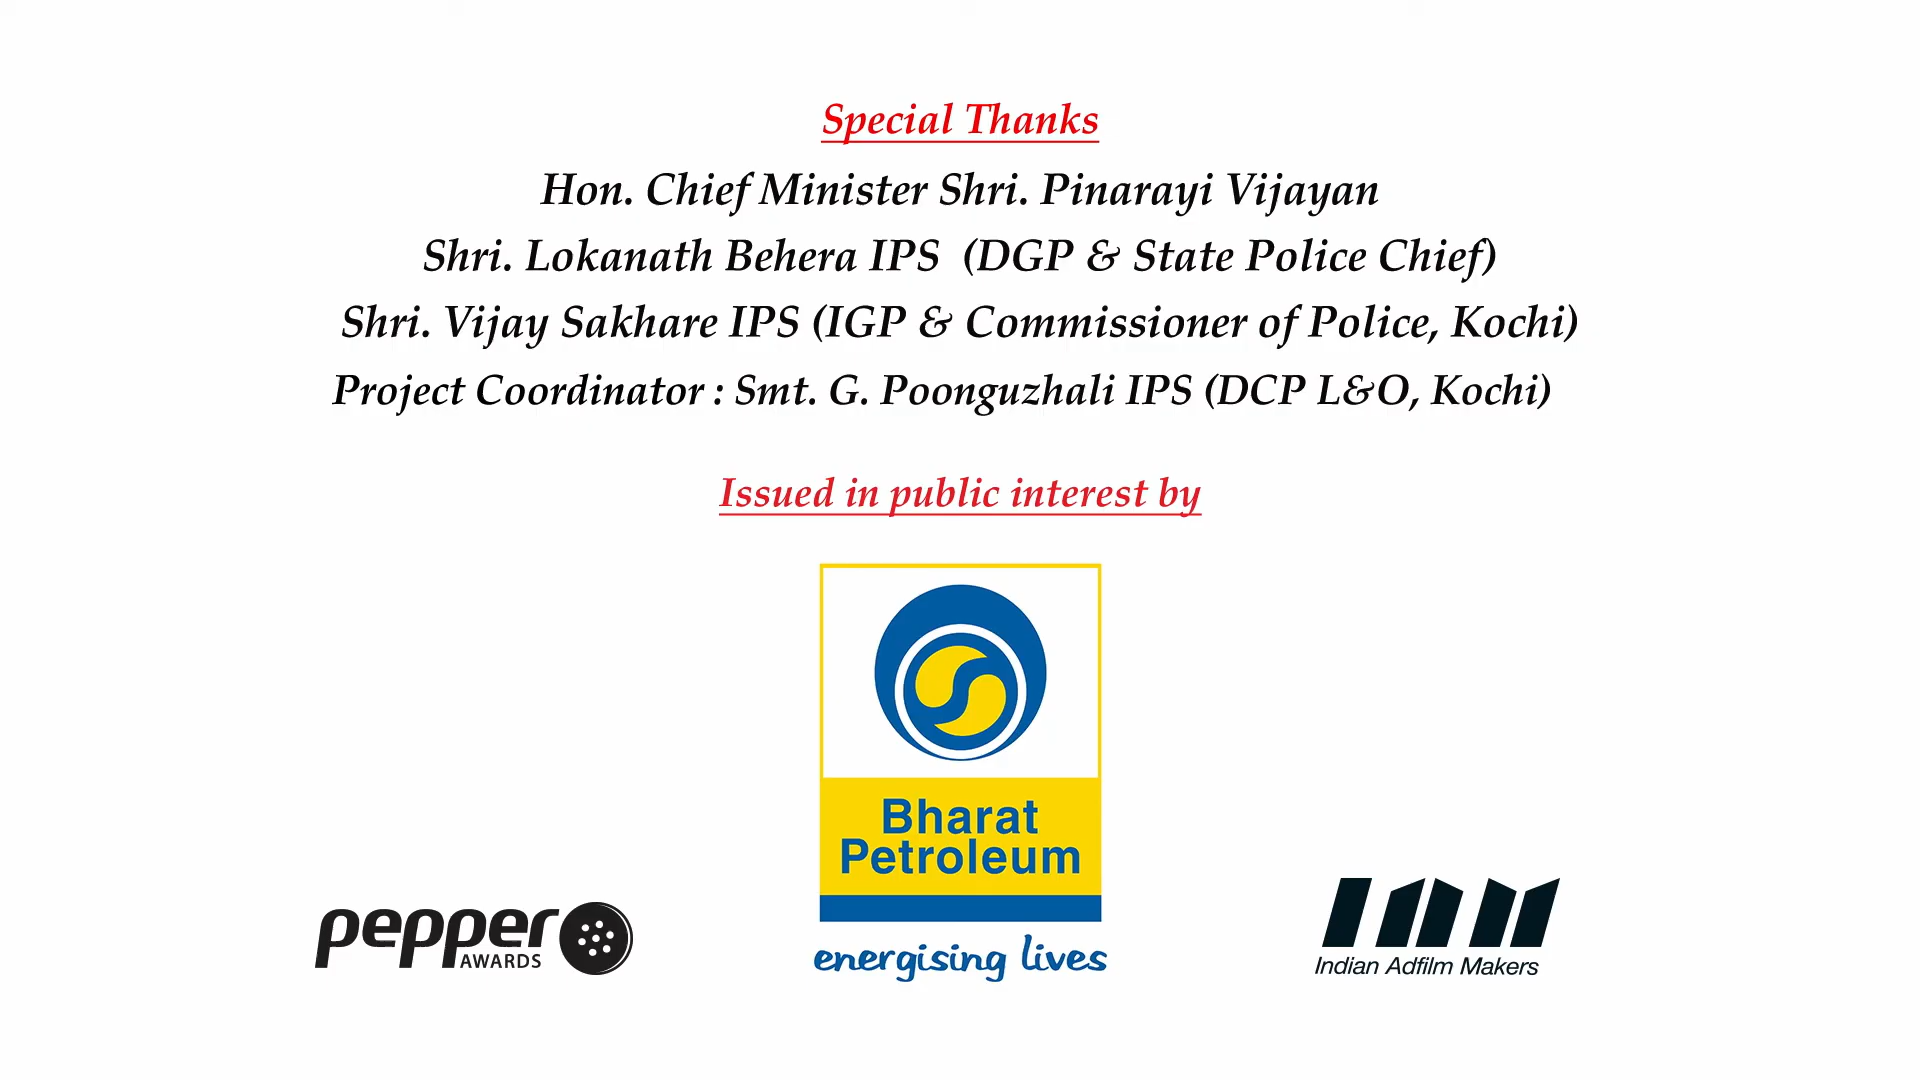 Special Thanks
Hon. Chief Minister Shri. Pinarayi Vijayan
Shri. Lokanath Behera IPS (DGP & State Police Chief)
Shri. Vijay Sakhare IPS (IGP & Commissioner of Police, Kochi)
Project Coordinator : Smt. G. Poonguzhali IPS (DCP L&O, Kochi)
Issued in public interest by
Bharat
Petroleum
energising lives
pepper
AWARDS
IAM
Indian Adfilm Makers